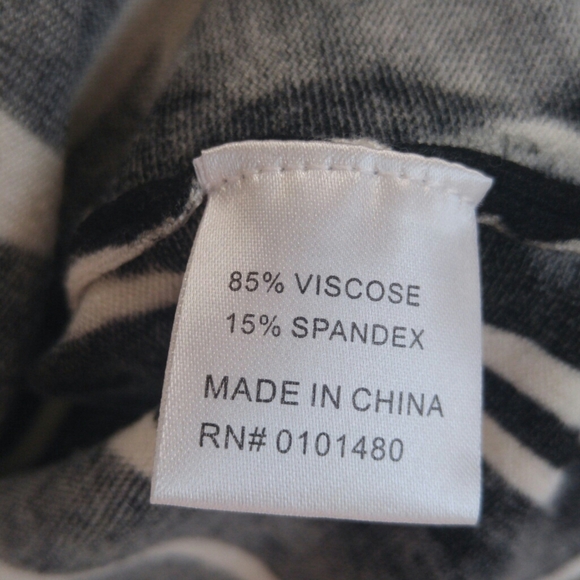 85% VISCOSE
15% SPANDEX
MADE IN CHINA
RN# 0101480